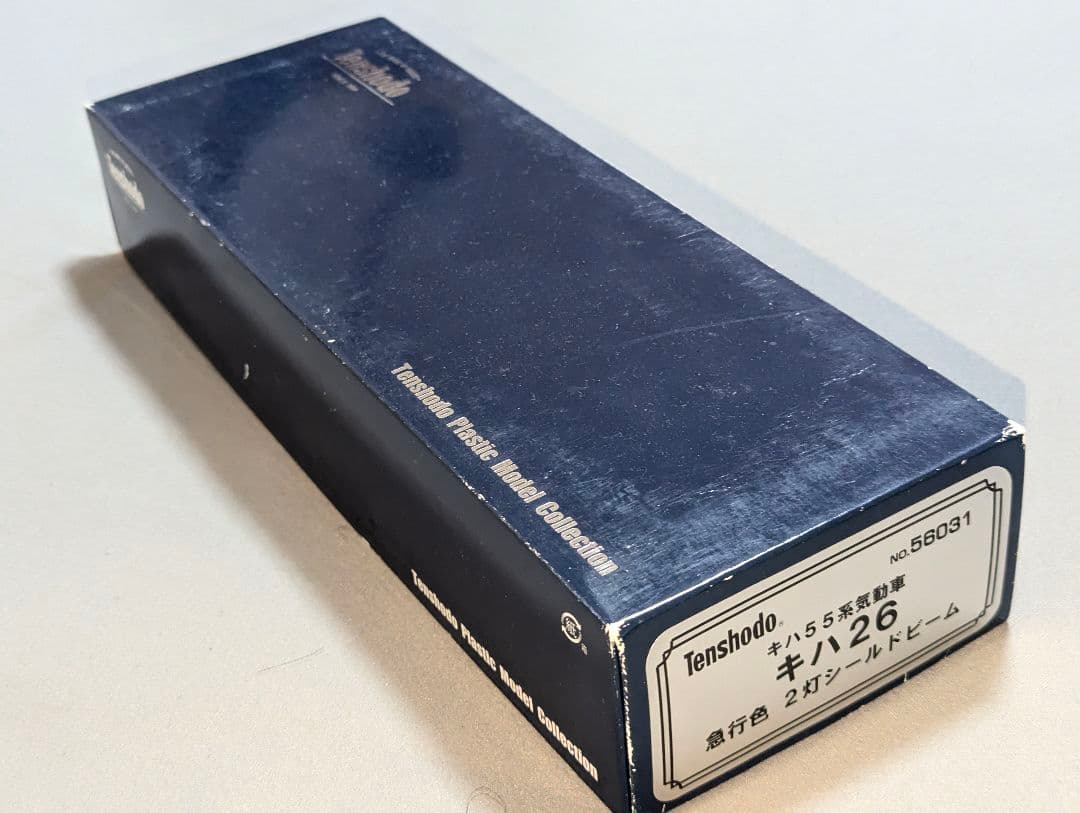 Tenshodo
Tenshodo
Tenshodo Plastic Model Collection
Tenshodo Plastic Model Collection
紙
NO.56031
Tenshodo
キハ55系気動車
キハ26
急行色 2灯シールドビーム